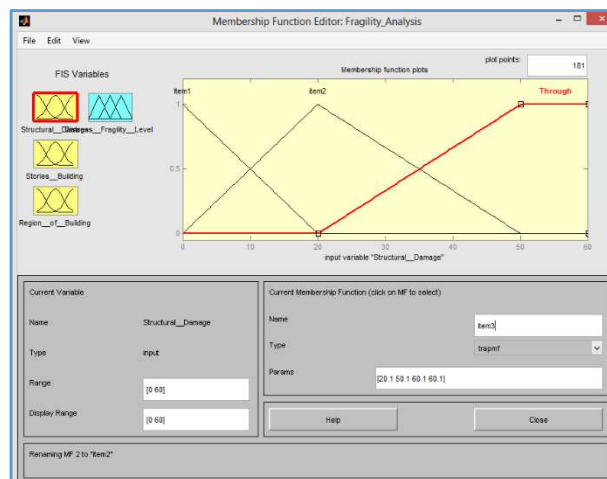 Membership Function Editor: Fragility_Analysis
File Edit View
FIS Variables
plot points:
181
Membership function plots
Item1
item2
Through
Structural__Damage
Fragility__Level
Stories__Building
Region__of__Building
1
0.5
0
0 10 20 30 40 50 60
input variable "Structural__Damage"
Current Variable
Name Structural__Damage
Type input
Range [0 60]
Display Range [0 60]
Current Membership Function (click on MF to select)
Name item3
Type trapmf
Params [20.1 50.1 60.1 60.1]
Help Close
Renaming MF 2 to "item2"